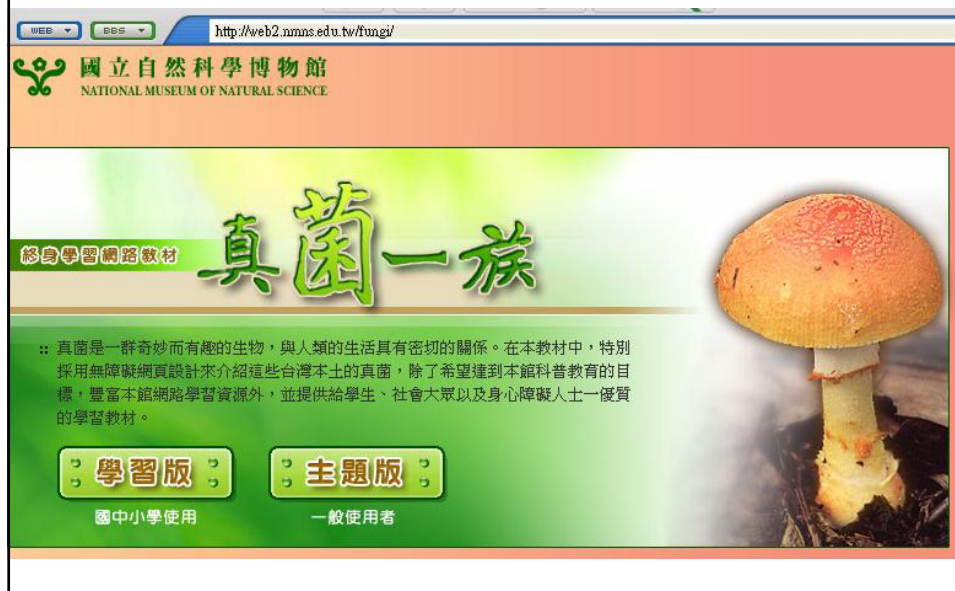 WEB
BBS
http://web2.nmns.edu.tw/fungi/
國立自然科學博物館
NATIONAL MUSEUM OF NATURAL SCIENCE
終身學習網路教材
真菌一族
:: 真菌是一群奇妙而有趣的生物，與人類的生活具有密切的關係。在本教材中，特別
採用無障礙網頁設計來介紹這些台灣本土的真菌，除了希望達到本館科普教育的目
標，豐富本館網路學習資源外，並提供給學生、社會大眾以及身心障礙人士一優質
的學習教材。
學習版
主題版
國中小學使用
一般使用者